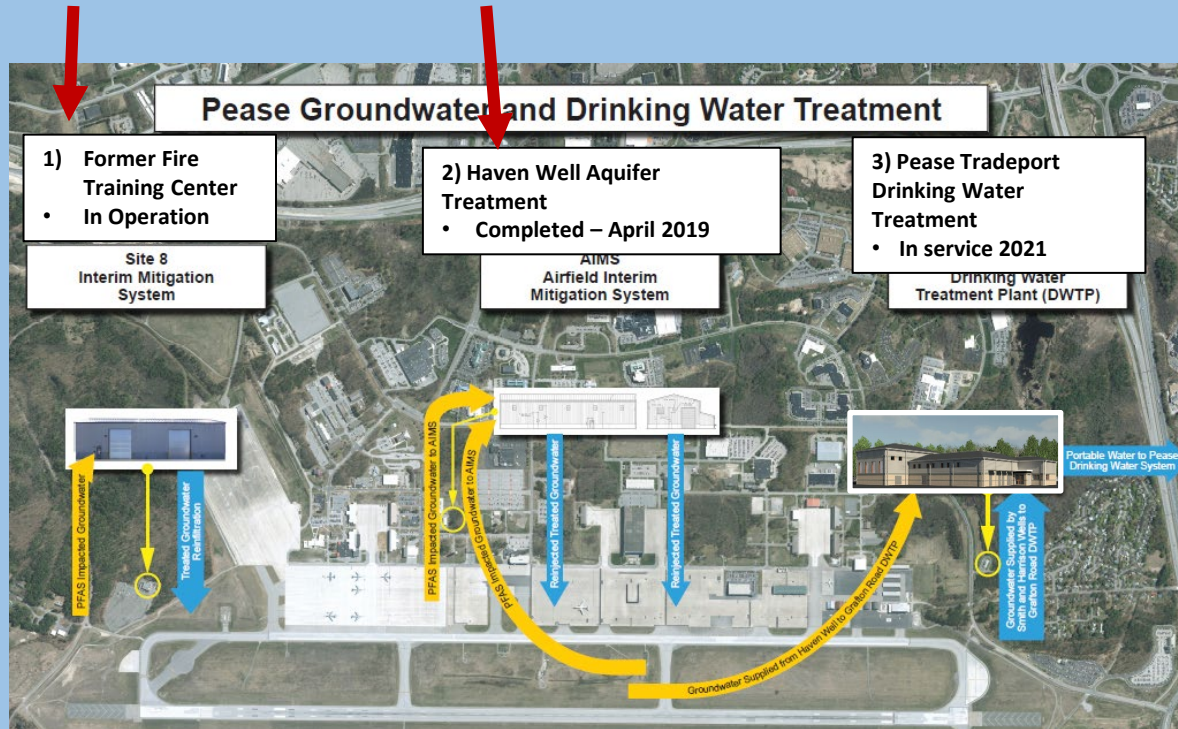 Pease Groundwater and Drinking Water Treatment
1) Former Fire
Training Center
• In Operation
Site 8
Interim Mitigation
System
2) Haven Well Aquifer
Treatment
• Completed – April 2019
AIMS
Airfield Interim
Mitigation System
3) Pease Tradeport
Drinking Water
Treatment
• In service 2021
Drinking Water
Treatment Plant (DWTP)
PFAS Impacted Groundwater
Treated Groundwater
Reinfiltration
PFAS Impacted Groundwater to AIMS
PFAS Impacted Groundwater to AIMS
Reinjected Treated Groundwater
Reinjected Treated Groundwater
Groundwater Supplied from Haven Well to Grafton Road DWTP
Groundwater Supplied by
Smith and Harrison Wells to
Grafton Road DWTP
Portable Water to Pease
Drinking Water System